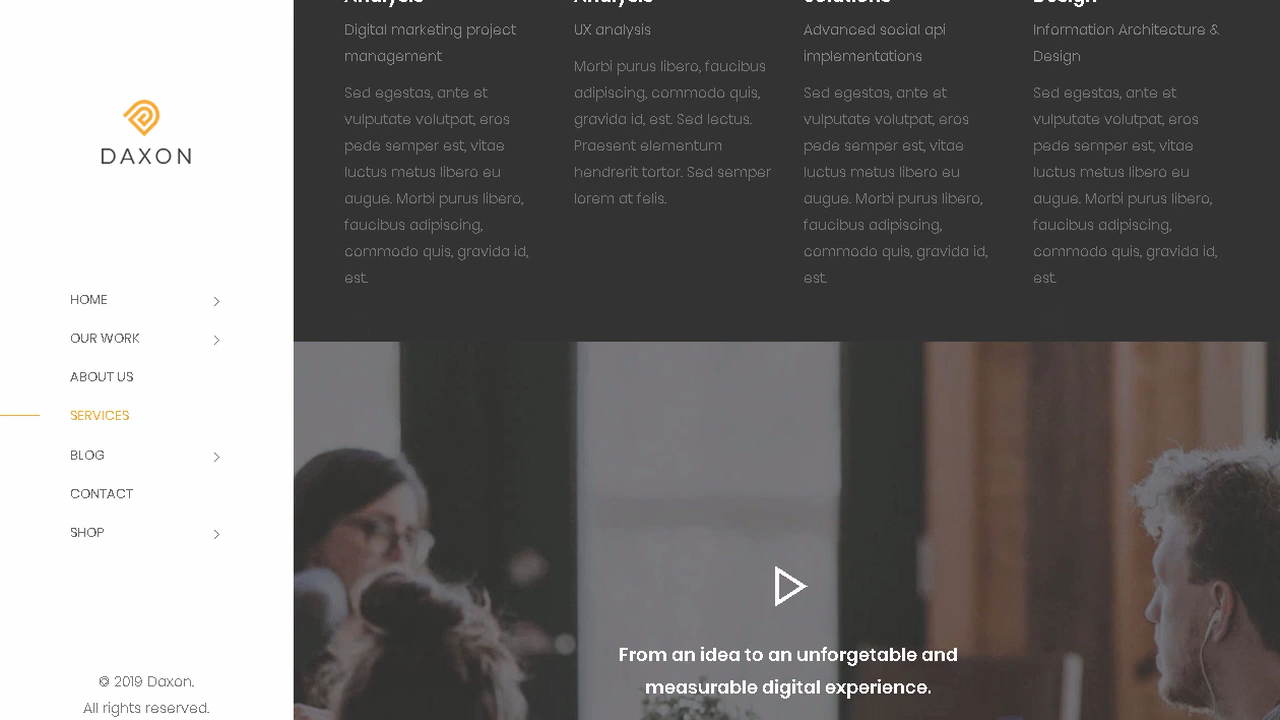 DAXON
HOME
OUR WORK
ABOUT US
SERVICES
BLOG
CONTACT
SHOP
© 2019 Daxon.
All rights reserved.
Analysis
Digital marketing project
management
Sed egestas, ante et
vulputate volutpat, eros
pede semper est, vitae
luctus metus libero eu
augue. Morbi purus libero,
faucibus adipiscing,
commodo quis, gravida id,
est.
Analysis
UX analysis
Morbi purus libero, faucibus
adipiscing, commodo quis,
gravida id, est. Sed lectus.
Praesent elementum
hendrerit tortor. Sed semper
lorem at felis.
Solutions
Advanced social api
implementations
Sed egestas, ante et
vulputate volutpat, eros
pede semper est, vitae
luctus metus libero eu
augue. Morbi purus libero,
faucibus adipiscing,
commodo quis, gravida id,
est.
Design
Information Architecture &
Design
Sed egestas, ante et
vulputate volutpat, eros
pede semper est, vitae
luctus metus libero eu
augue. Morbi purus libero,
faucibus adipiscing,
commodo quis, gravida id,
est.
From an idea to an unforgetable and
measurable digital experience.